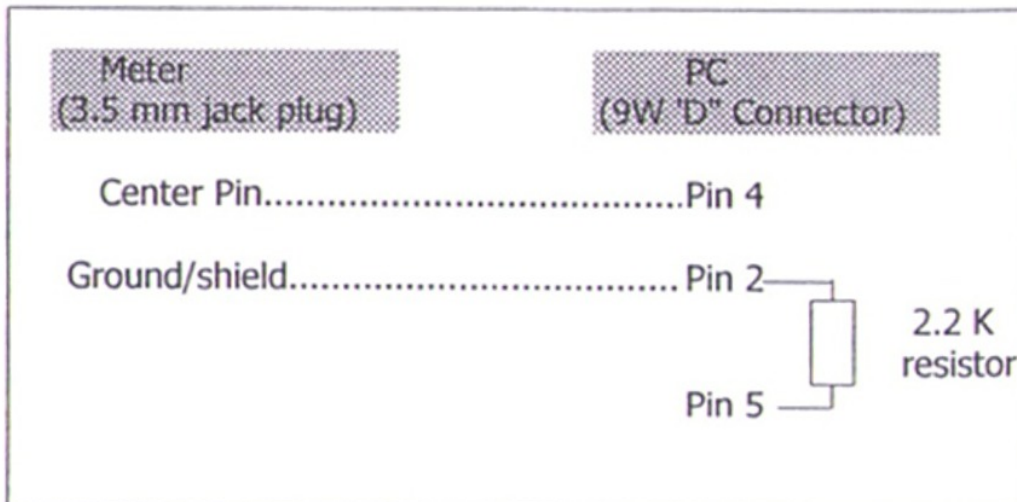 Meter
(3.5 mm jack plug)
PC
(9W 'D" Connector)
Center Pin........................................Pin 4
Ground/shield.....................................Pin 2
2.2 K
resistor
Pin 5